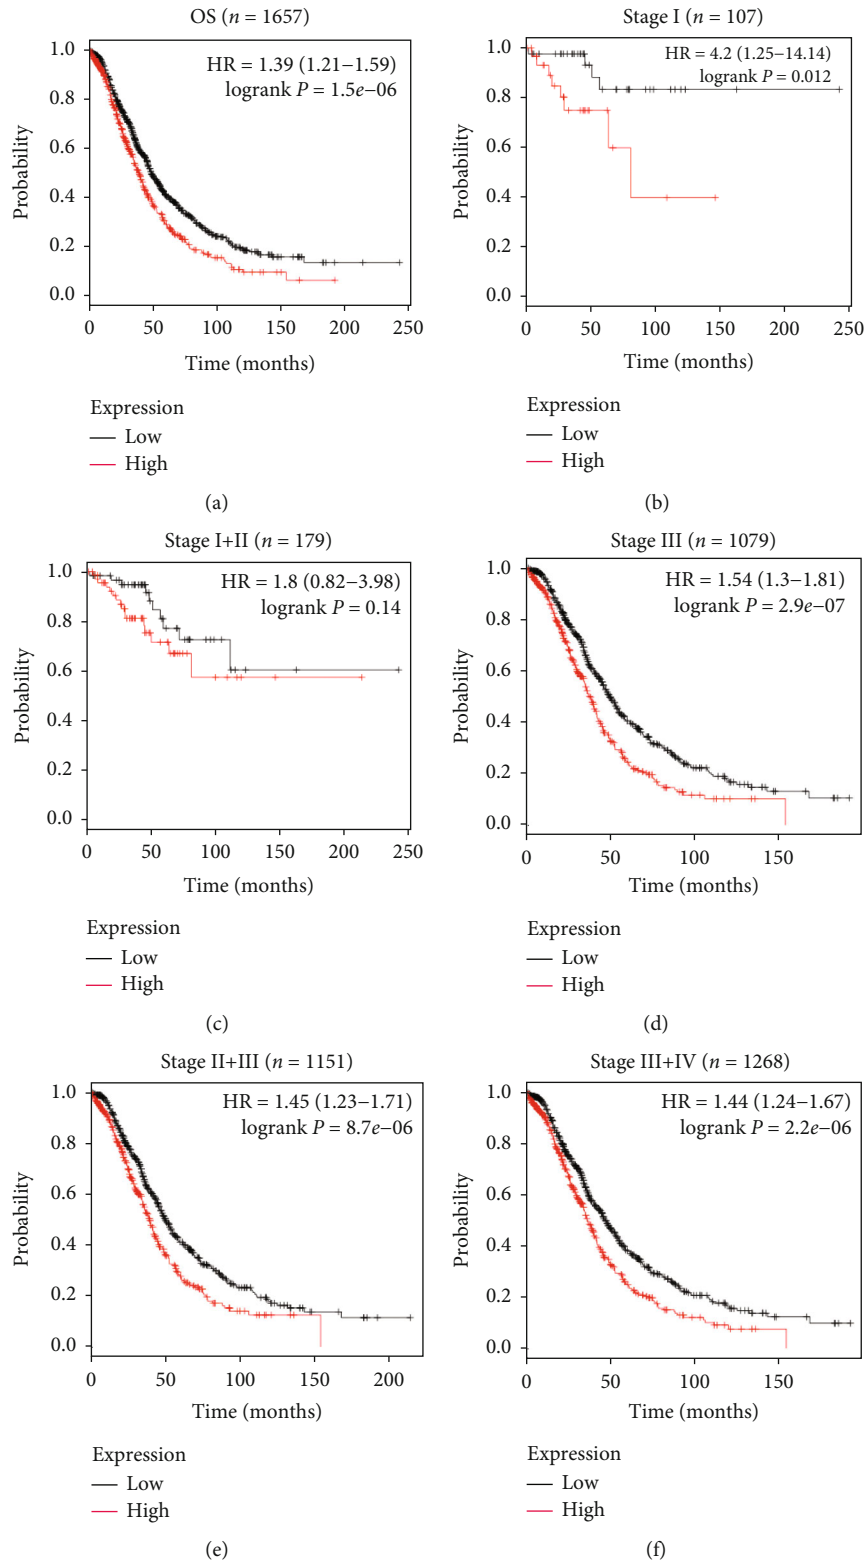 OS (n = 1657)
HR = 1.39 (1.21–1.59)
logrank P = 1.5e–06
1.0
0.8
0.6
0.4
0.2
0.0
Probability
0 50 100 150 200 250
Time (months)
Expression
Low
High
(a)
Stage I (n = 107)
HR = 4.2 (1.25–14.14)
logrank P = 0.012
1.0
0.8
0.6
0.4
0.2
0.0
Probability
0 50 100 150 200 250
Time (months)
Expression
Low
High
(b)
Stage I+II (n = 179)
HR = 1.8 (0.82–3.98)
logrank P = 0.14
1.0
0.8
0.6
0.4
0.2
0.0
Probability
0 50 100 150 200 250
Time (months)
Expression
Low
High
(c)
Stage III (n = 1079)
HR = 1.54 (1.3–1.81)
logrank P = 2.9e–07
1.0
0.8
0.6
0.4
0.2
0.0
Probability
0 50 100 150
Time (months)
Expression
Low
High
(d)
Stage II+III (n = 1151)
HR = 1.45 (1.23–1.71)
logrank P = 8.7e–06
1.0
0.8
0.6
0.4
0.2
0.0
Probability
0 50 100 150 200
Time (months)
Expression
Low
High
(e)
Stage III+IV (n = 1268)
HR = 1.44 (1.24–1.67)
logrank P = 2.2e–06
1.0
0.8
0.6
0.4
0.2
0.0
Probability
0 50 100 150
Time (months)
Expression
Low
High
(f)